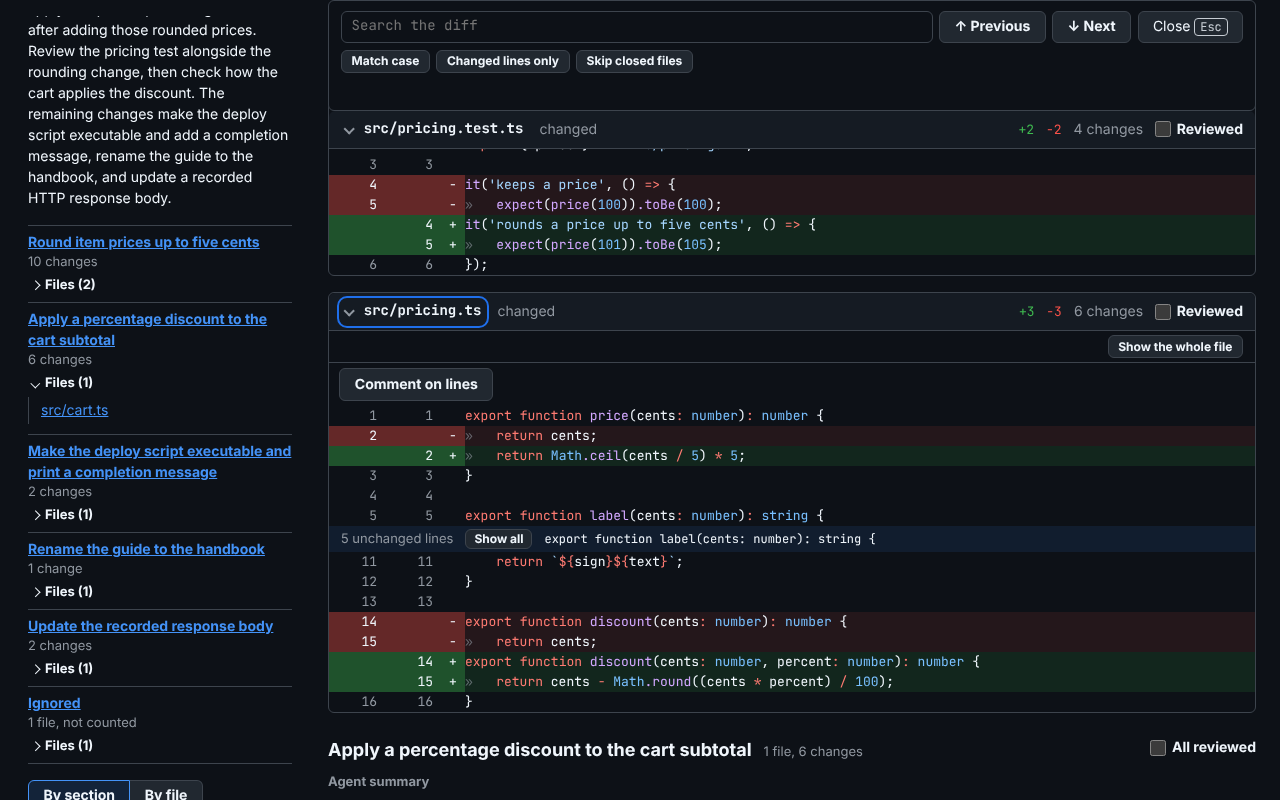 after adding those rounded prices.
Review the pricing test alongside the
rounding change, then check how the
cart applies the discount. The
remaining changes make the deploy
script executable and add a completion
message, rename the guide to the
handbook, and update a recorded
HTTP response body.
Round item prices up to five cents
10 changes
Files (2)
Apply a percentage discount to the
cart subtotal
6 changes
Files (1)
src/cart.ts
Make the deploy script executable and
print a completion message
2 changes
Files (1)
Rename the guide to the handbook
1 change
Files (1)
Update the recorded response body
2 changes
Files (1)
Ignored
1 file, not counted
Files (1)
By section By file
Search the diff ↑ Previous ↓ Next Close Esc
Match case Changed lines only Skip closed files
src/pricing.test.ts changed +2 -2 4 changes Reviewed
3 3
4 - it('keeps a price', () => {
5 - » expect(price(100)).toBe(100);
4 + it('rounds a price up to five cents', () => {
5 + » expect(price(101)).toBe(105);
6 6 });
src/pricing.ts changed +3 -3 6 changes Reviewed
Show the whole file
Comment on lines
1 1 export function price(cents: number): number {
2 - » return cents;
2 + » return Math.ceil(cents / 5) * 5;
3 3 }
4 4
5 5 export function label(cents: number): string {
5 unchanged lines Show all export function label(cents: number): string {
11 11 return `${sign}${text}`;
12 12 }
13 13
14 - export function discount(cents: number): number {
15 - » return cents;
14 + export function discount(cents: number, percent: number): number {
15 + » return cents - Math.round((cents * percent) / 100);
16 16 }
Apply a percentage discount to the cart subtotal 1 file, 6 changes All reviewed
Agent summary